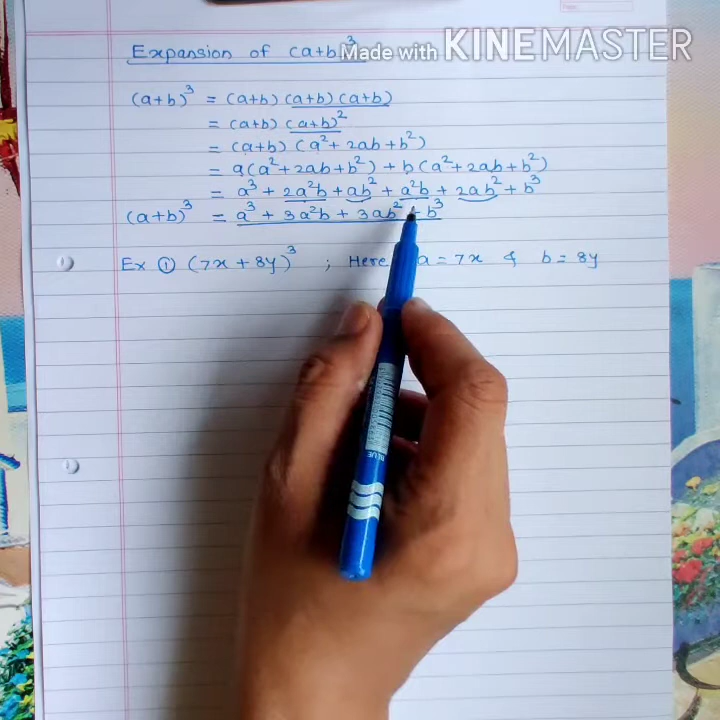 Expansion of (a+b)³
Made with KINEMASTER
(a+b)³ = (a+b) (a+b) (a+b)
= (a+b) (a+b)²
= (a+b) (a² + 2ab + b²)
= a(a² + 2ab + b²) + b(a² + 2ab + b²)
= a³ + 2a²b + ab² + a²b + 2ab² + b³
(a+b)³ = a³ + 3a²b + 3ab² + b³
Ex ① (7x + 8y)³ ; Here a = 7x & b = 8y
BLUE